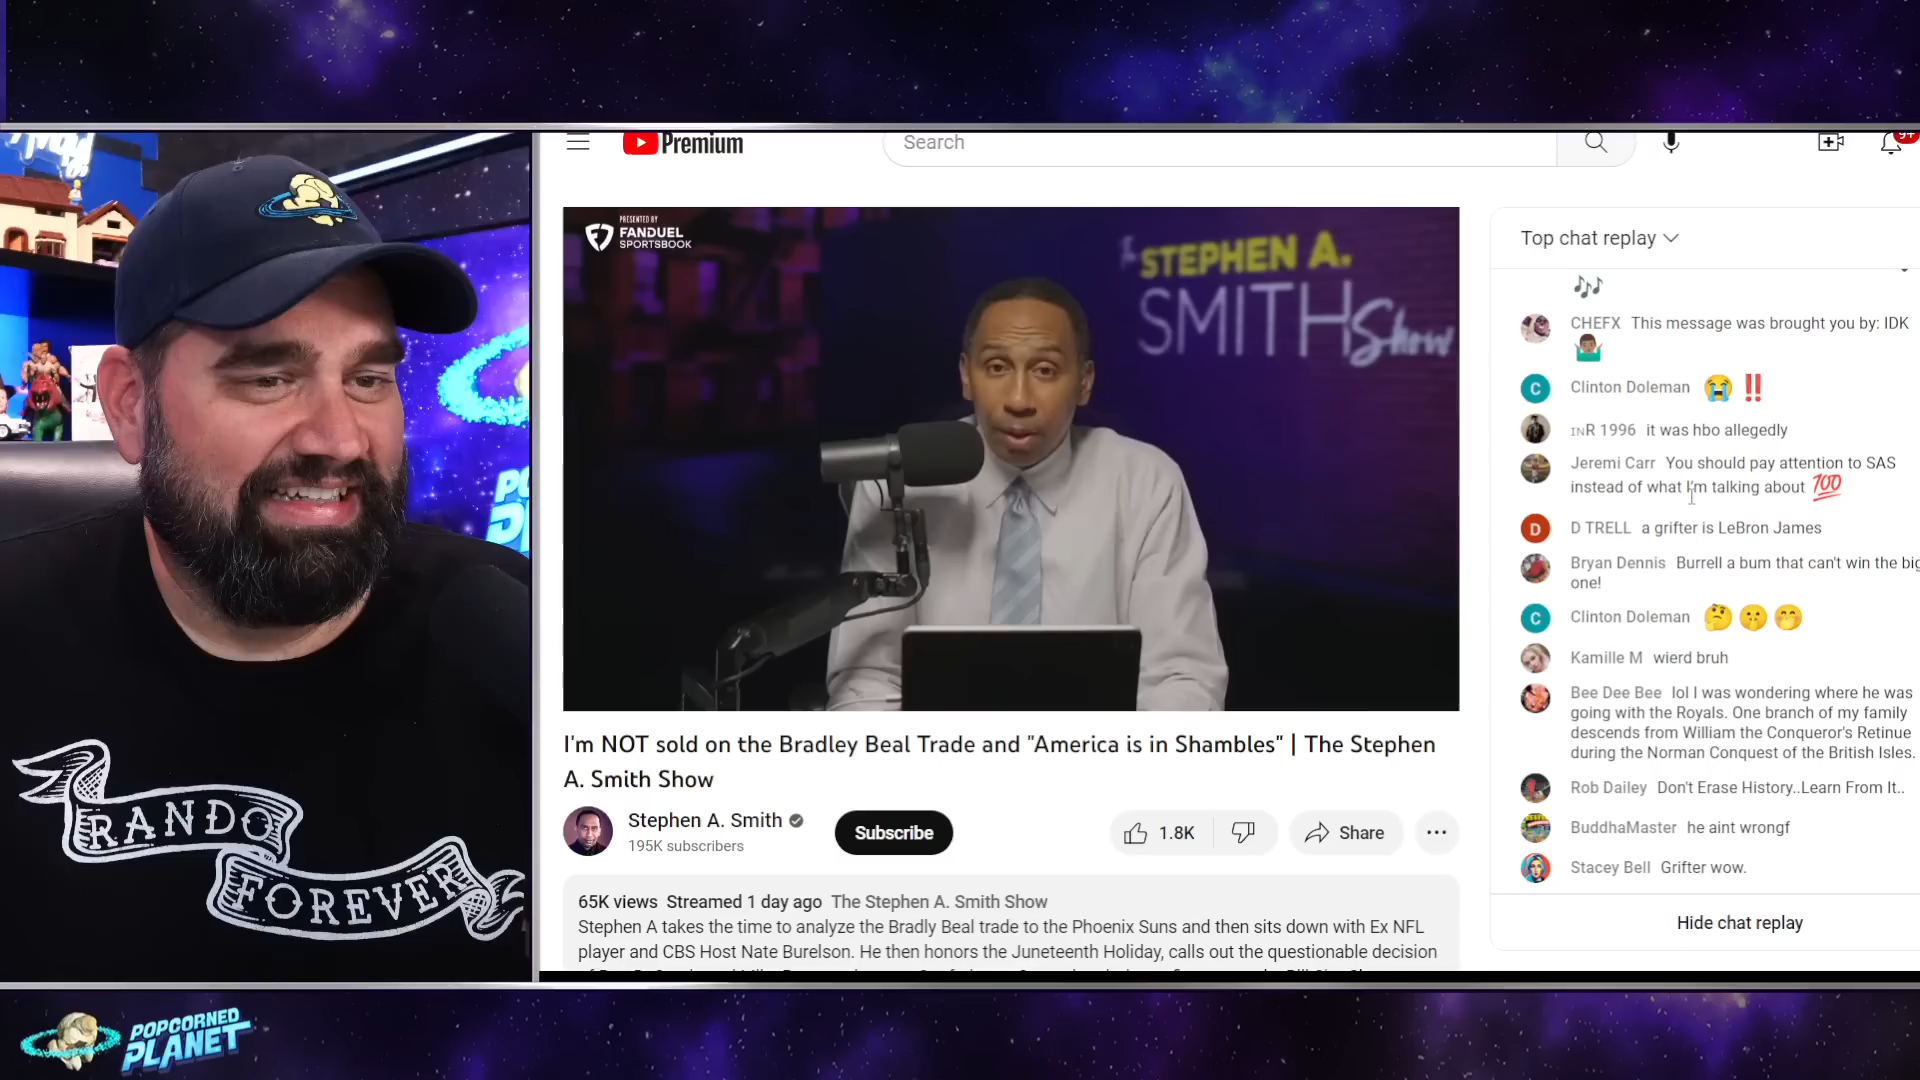 Premium
Search
9+
PRESENTED BY
FANDUEL
SPORTSBOOK
STEPHEN A.
SMITH Show
Top chat replay
CHEFX This message was brought you by: IDK
Clinton Doleman
INR 1996 it was hbo allegedly
Jeremi Carr You should pay attention to SAS
instead of what I'm talking about 100
D TRELL a grifter is LeBron James
Bryan Dennis Burrell a bum that can't win the big
one!
Clinton Doleman
Kamille M wierd bruh
Bee Dee Bee lol I was wondering where he was
going with the Royals. One branch of my family
descends from William the Conqueror's Retinue
during the Norman Conquest of the British Isles.
Rob Dailey Don't Erase History..Learn From It..
BuddhaMaster he aint wrongf
Stacey Bell Grifter wow.
Hide chat replay
I'm NOT sold on the Bradley Beal Trade and "America is in Shambles" | The Stephen
A. Smith Show
Stephen A. Smith
195K subscribers
Subscribe
1.8K
Share
65K views Streamed 1 day ago The Stephen A. Smith Show
Stephen A takes the time to analyze the Bradly Beal trade to the Phoenix Suns and then sits down with Ex NFL
player and CBS Host Nate Burelson. He then honors the Juneteenth Holiday, calls out the questionable decision
RANDO
FOREVER
POPCORNED
PLANET